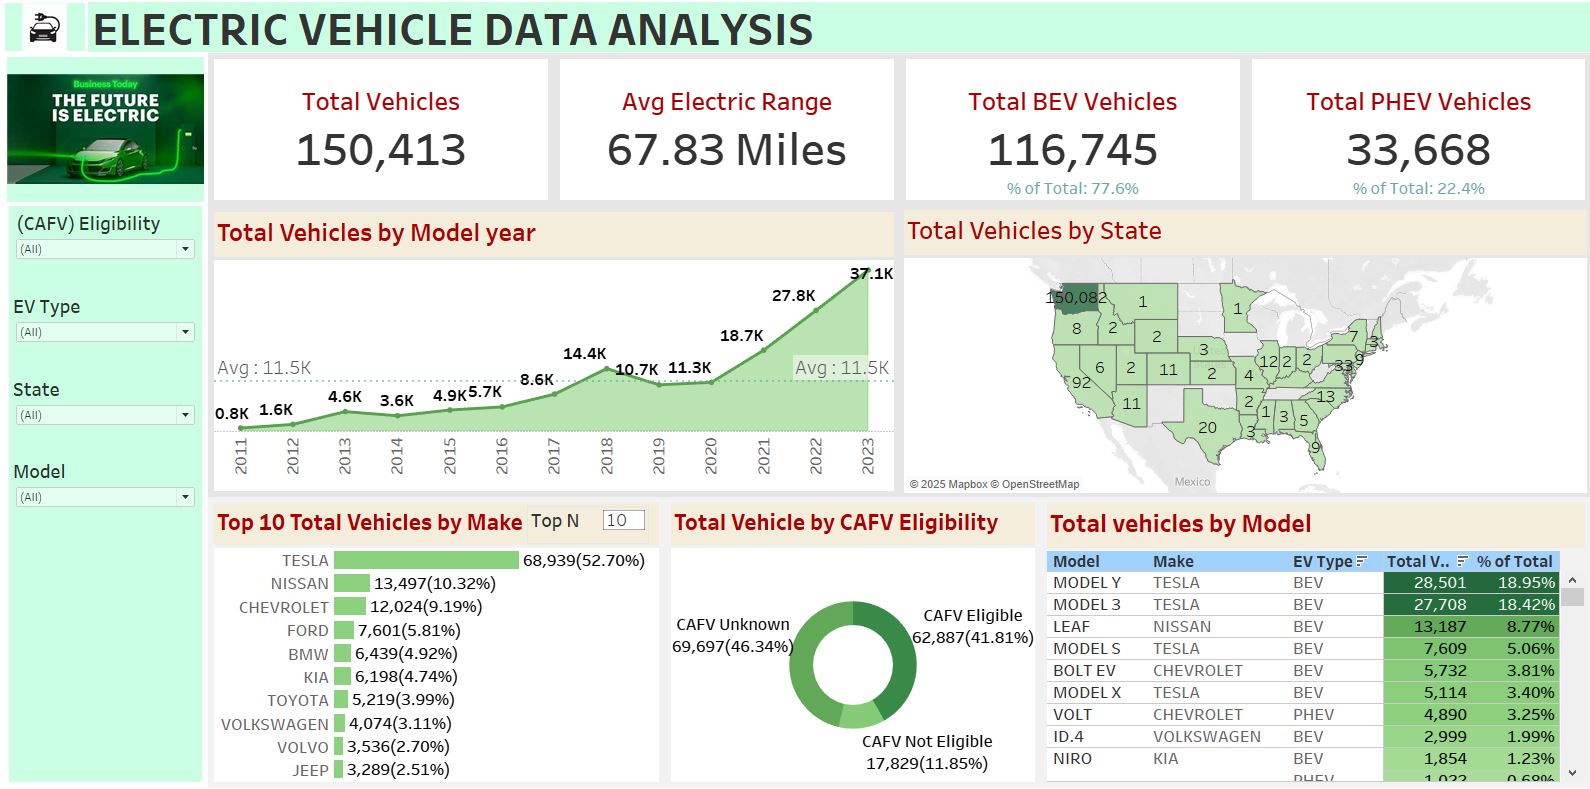 ELECTRIC VEHICLE DATA ANALYSIS
Business Today
THE FUTURE
IS ELECTRIC
Total Vehicles
150,413
Avg Electric Range
67.83 Miles
Total BEV Vehicles
116,745
% of Total: 77.6%
Total PHEV Vehicles
33,668
% of Total: 22.4%
(CAFV) Eligibility
(All)
EV Type
(All)
State
(All)
Model
(All)
Total Vehicles by Model year
37.1K
27.8K
18.7K
14.4K
10.7K
11.3K
Avg : 11.5K
Avg : 11.5K
8.6K
5.7K
4.9K
4.6K
3.6K
1.6K
0.8K
2011
2012
2013
2014
2015
2016
2017
2018
2019
2020
2021
2022
2023
Total Vehicles by State
150,082
1
1
8
2
2
7
3
3
6
2
11
2
12
2
2
9
33
92
4
11
2
13
20
1
3
5
3
9
© 2025 Mapbox © OpenStreetMap
Mexico
Top 10 Total Vehicles by Make
Top N
10
TESLA 68,939(52.70%)
NISSAN 13,497(10.32%)
CHEVROLET 12,024(9.19%)
FORD 7,601(5.81%)
BMW 6,439(4.92%)
KIA 6,198(4.74%)
TOYOTA 5,219(3.99%)
VOLKSWAGEN 4,074(3.11%)
VOLVO 3,536(2.70%)
JEEP 3,289(2.51%)
Total Vehicle by CAFV Eligibility
CAFV Eligible
62,887(41.81%)
CAFV Unknown
69,697(46.34%)
CAFV Not Eligible
17,829(11.85%)
Total vehicles by Model
Model Make EV Type Total V.. % of Total
MODEL Y TESLA BEV 28,501 18.95%
MODEL 3 TESLA BEV 27,708 18.42%
LEAF NISSAN BEV 13,187 8.77%
MODEL S TESLA BEV 7,609 5.06%
BOLT EV CHEVROLET BEV 5,732 3.81%
MODEL X TESLA BEV 5,114 3.40%
VOLT CHEVROLET PHEV 4,890 3.25%
ID.4 VOLKSWAGEN BEV 2,999 1.99%
NIRO KIA BEV 1,854 1.23%
PHEV 1,022 0.68%